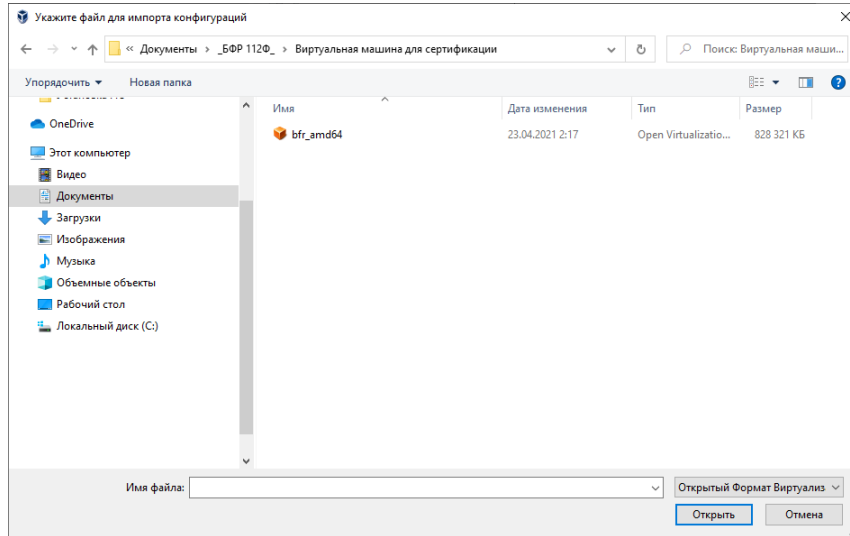 Укажите файл для импорта конфигураций
« Документы › _БФР 112Ф_ › Виртуальная машина для сертификации
Поиск: Виртуальная маши...
Упорядочить Новая папка
Имя Дата изменения Тип Размер
OneDrive
bfr_amd64 23.04.2021 2:17 Open Virtualizatio... 828 321 КБ
Этот компьютер
Видео
Документы
Загрузки
Изображения
Музыка
Объемные объекты
Рабочий стол
Локальный диск (C:)
Имя файла: Открытый Формат Виртуализ
Открыть Отмена